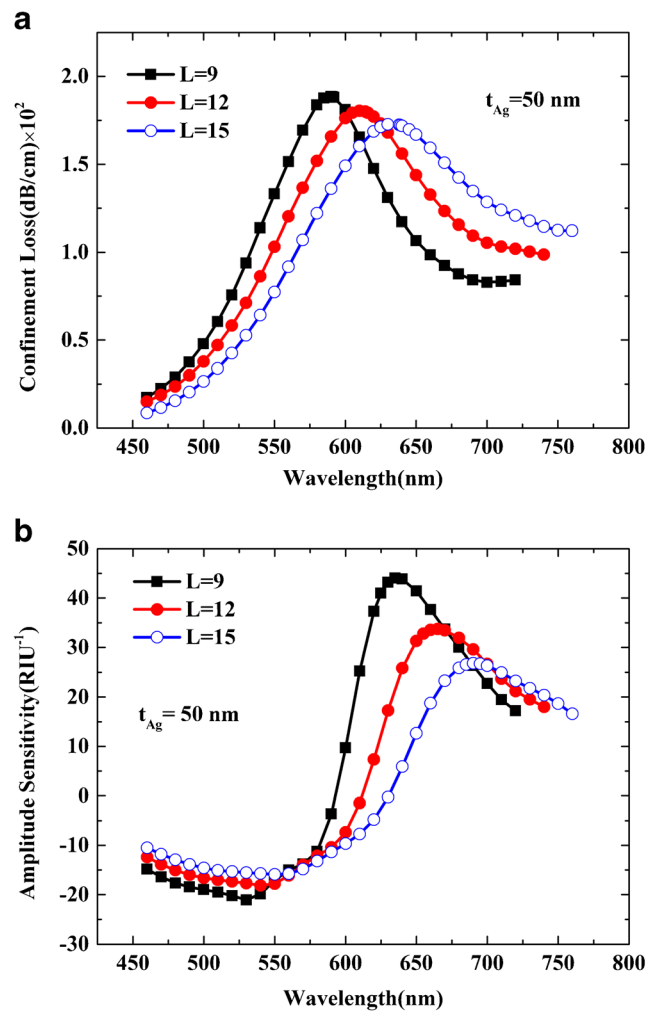 a
2.0
1.5
1.0
0.5
0.0
Confinement Loss(dB/cm)×10²
L=9
L=12
L=15
t_Ag=50 nm
450 500 550 600 650 700 750 800
Wavelength(nm)
b
50
40
30
20
10
0
-10
-20
-30
Amplitude Sensitivity(RIU⁻¹)
L=9
L=12
L=15
t_Ag= 50 nm
450 500 550 600 650 700 750 800
Wavelength(nm)